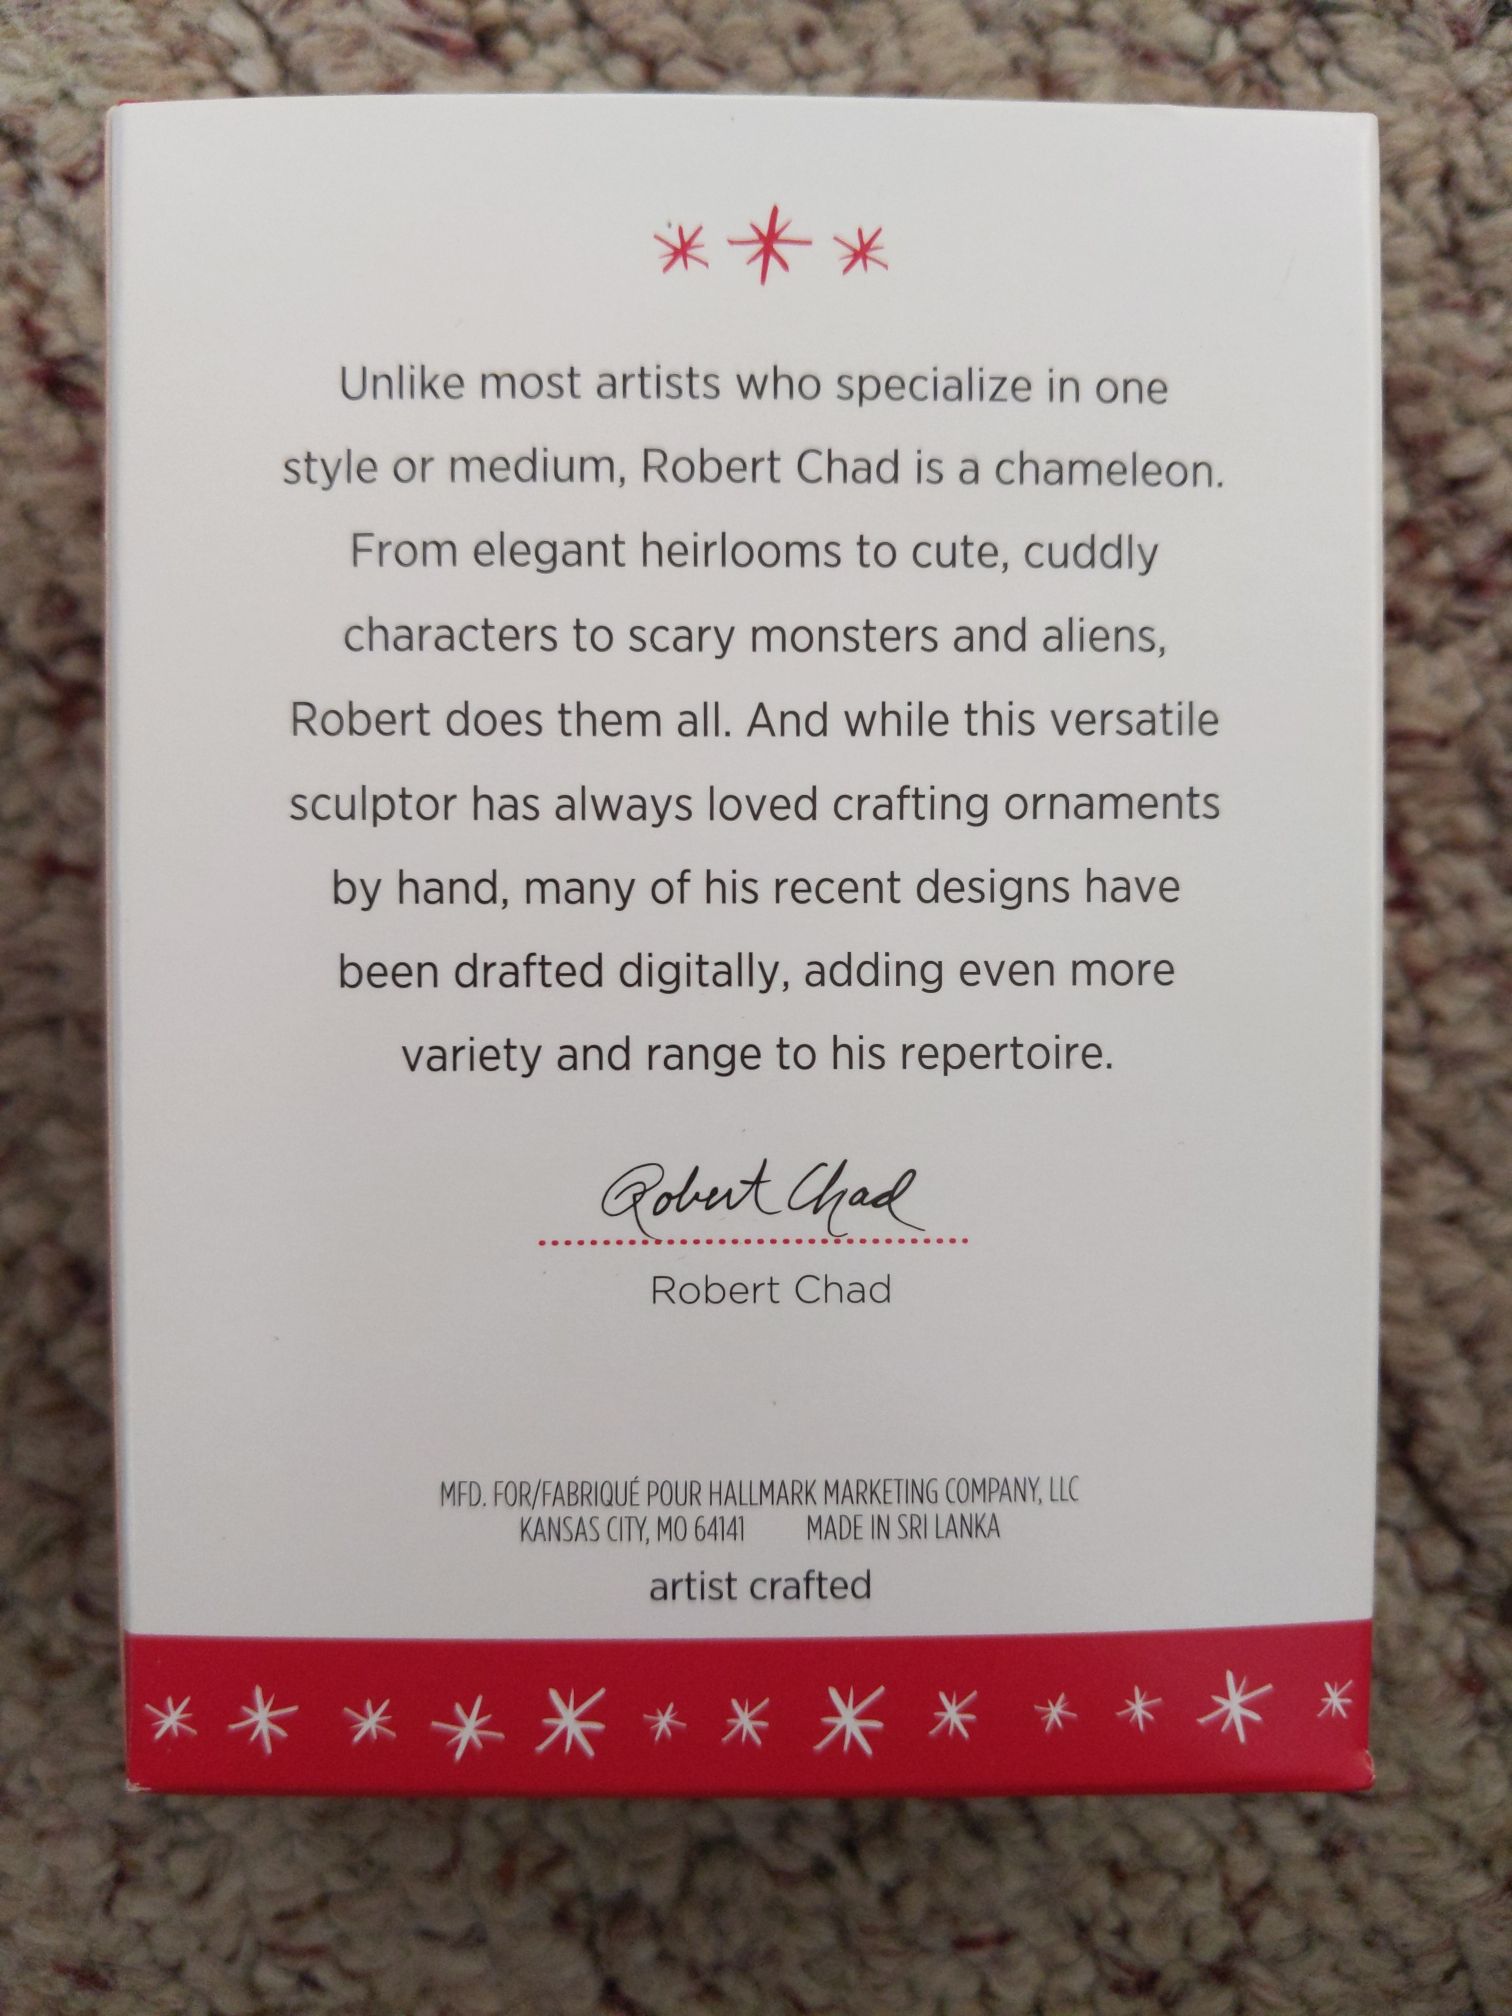 Unlike most artists who specialize in one
style or medium, Robert Chad is a chameleon.
From elegant heirlooms to cute, cuddly
characters to scary monsters and aliens,
Robert does them all. And while this versatile
sculptor has always loved crafting ornaments
by hand, many of his recent designs have
been drafted digitally, adding even more
variety and range to his repertoire.
Robert Chad
Robert Chad
MFD. FOR/FABRIQUÉ POUR HALLMARK MARKETING COMPANY, LLC
KANSAS CITY, MO 64141 MADE IN SRI LANKA
artist crafted